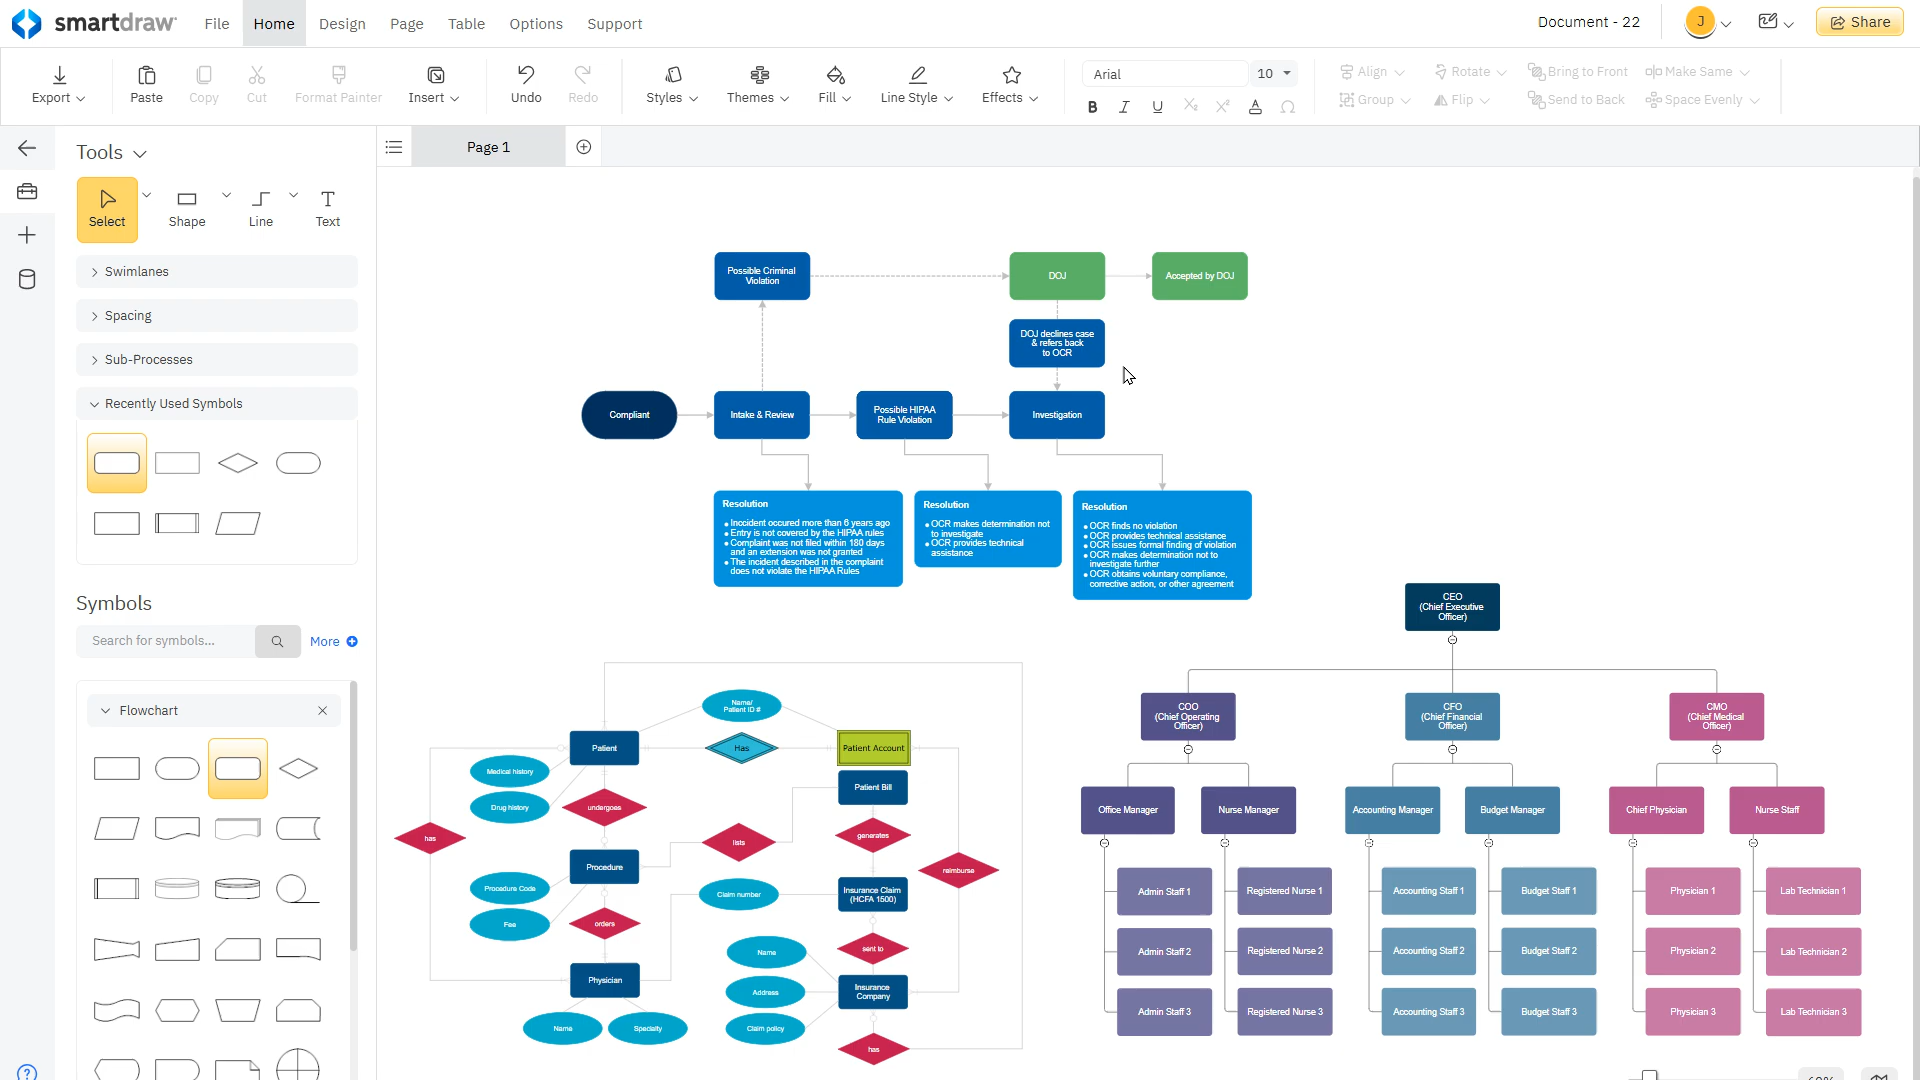 smartdraw
File Home Design Page Table Options Support
Document - 22
J
Share
Export
Paste
Copy
Cut
Format Painter
Insert
Undo
Redo
Styles
Themes
Fill
Line Style
Effects
Arial
10
B I U X₂ X² A Ω
Align
Rotate
Bring to Front
Make Same
Group
Flip
Send to Back
Space Evenly
Tools
Page 1
Select
Shape
Line
T
Text
Swimlanes
Spacing
Sub-Processes
Recently Used Symbols
Symbols
Search for symbols...
More
Flowchart
Possible Criminal
Violation
DOJ
Accepted by DOJ
DOJ declines case
& refers back
to OCR
Compliant
Intake & Review
Possible HIPAA
Rule Violation
Investigation
Resolution
Inccident occured more than 6 years ago
Entry is not covered by the HIPAA rules
Complaint was not filed within 180 days
and an extension was not granted
The incident described in the complaint
does not violate the HIPAA Rules
Resolution
OCR makes determination not
to investigate
OCR provides technical
assistance
Resolution
OCR finds no violation
OCR provides technical assistance
OCR issues formal finding of violation
OCR makes determination not to
investigate further
OCR obtains voluntary compliance,
corrective action, or other agreement
Name/
Patient ID #
Patient
Has
Patient Account
Medical history
Drug history
undergoes
Patient Bill
has
lists
generates
Procedure
reimburse
Procedure Code
Claim number
Insurance Claim
(HCFA 1500)
Fee
orders
sent to
Name
Physician
Address
Insurance
Company
Name
Specialty
Claim policy
has
CEO
(Chief Executive
Officer)
COO
(Chief Operating
Officer)
CFO
(Chief Financial
Officer)
CMO
(Chief Medical
Officer)
Office Manager
Nurse Manager
Accounting Manager
Budget Manager
Chief Physician
Nurse Staff
Admin Staff 1
Registered Nurse 1
Accounting Staff 1
Budget Staff 1
Physician 1
Lab Technician 1
Admin Staff 2
Registered Nurse 2
Accounting Staff 2
Budget Staff 2
Physician 2
Lab Technician 2
Admin Staff 3
Registered Nurse 3
Accounting Staff 3
Budget Staff 3
Physician 3
Lab Technician 3